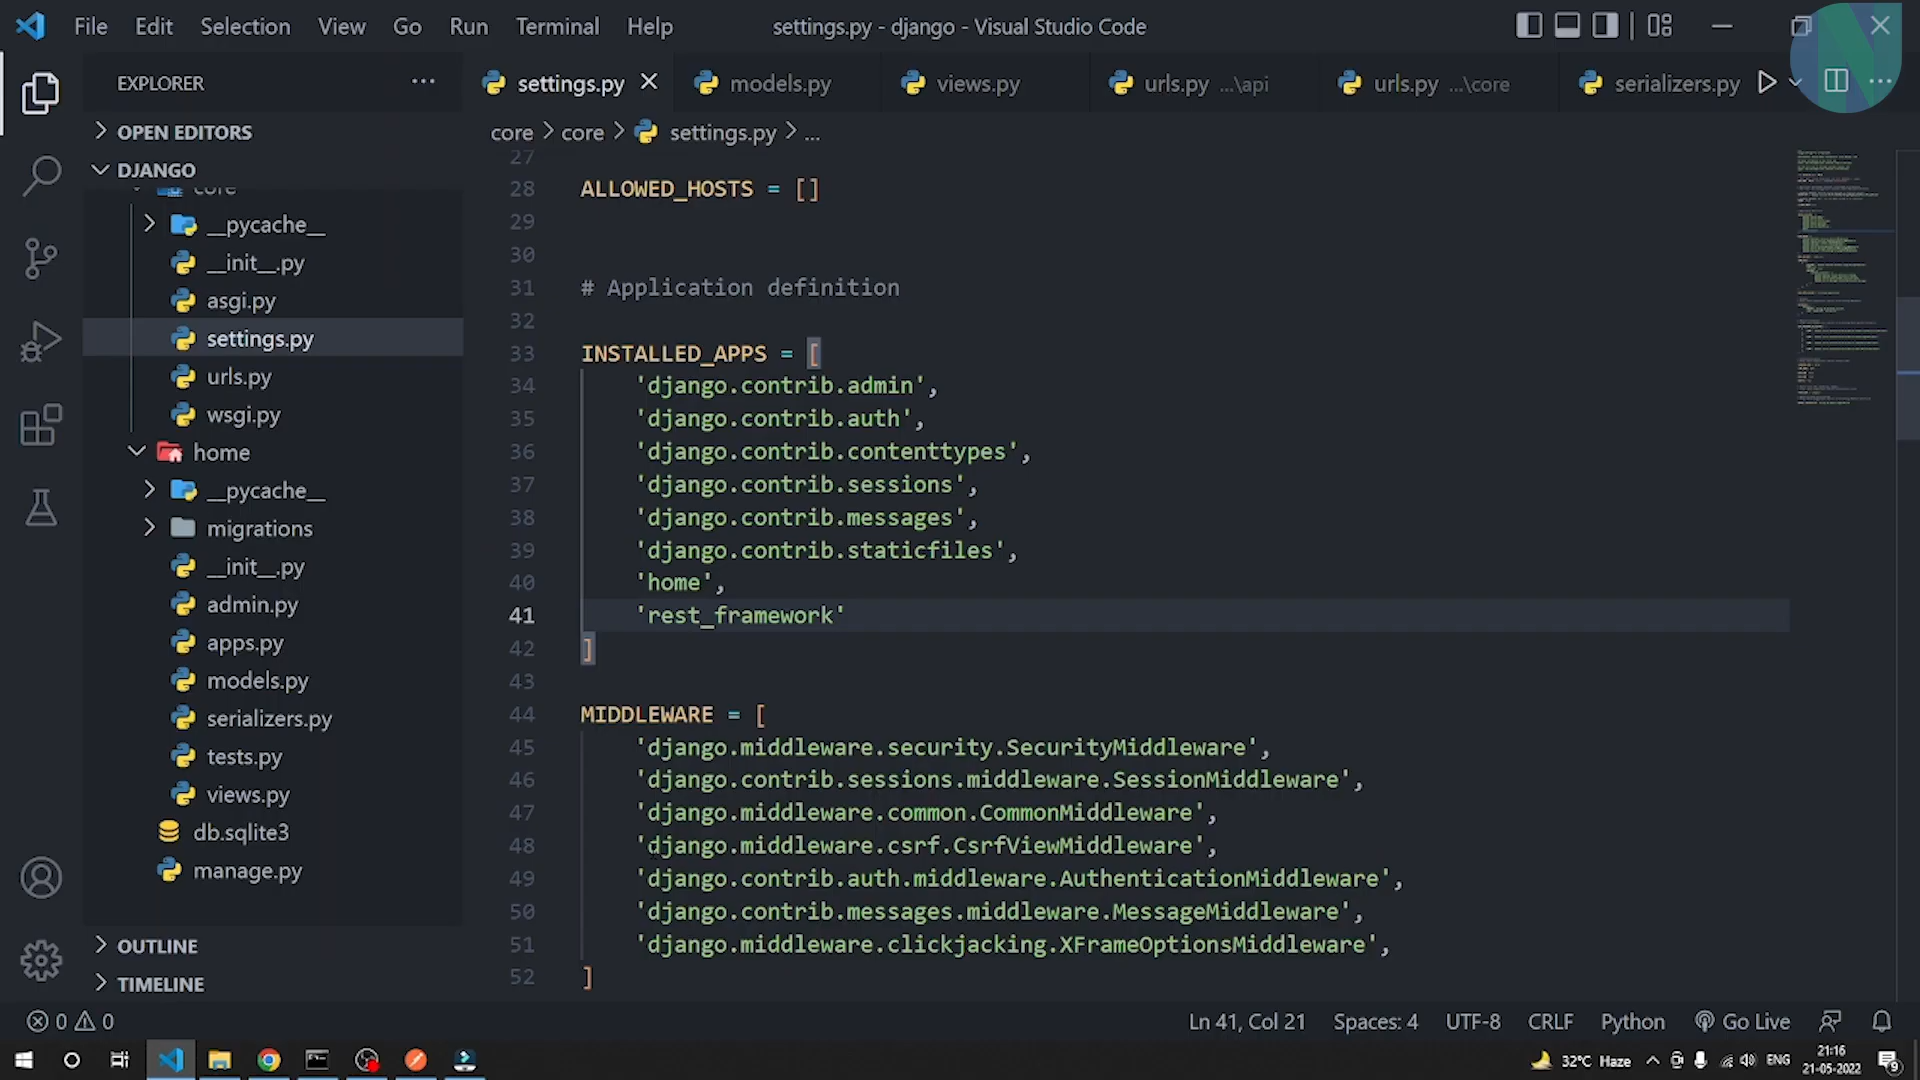 File Edit Selection View Go Run Terminal Help
settings.py - django - Visual Studio Code
EXPLORER
OPEN EDITORS
DJANGO
core
__pycache__
__init__.py
asgi.py
settings.py
urls.py
wsgi.py
home
__pycache__
migrations
__init__.py
admin.py
apps.py
models.py
serializers.py
tests.py
views.py
db.sqlite3
manage.py
OUTLINE
TIMELINE
settings.py models.py views.py urls.py ...\api urls.py ...\core serializers.py
core > core > settings.py > ...
27
28 ALLOWED_HOSTS = []
29
30
31 # Application definition
32
33 INSTALLED_APPS = [
34 'django.contrib.admin',
35 'django.contrib.auth',
36 'django.contrib.contenttypes',
37 'django.contrib.sessions',
38 'django.contrib.messages',
39 'django.contrib.staticfiles',
40 'home',
41 'rest_framework'
42 ]
43
44 MIDDLEWARE = [
45 'django.middleware.security.SecurityMiddleware',
46 'django.contrib.sessions.middleware.SessionMiddleware',
47 'django.middleware.common.CommonMiddleware',
48 'django.middleware.csrf.CsrfViewMiddleware',
49 'django.contrib.auth.middleware.AuthenticationMiddleware',
50 'django.contrib.messages.middleware.MessageMiddleware',
51 'django.middleware.clickjacking.XFrameOptionsMiddleware',
52 ]
0 0 Ln 41, Col 21 Spaces: 4 UTF-8 CRLF Python Go Live
32°C Haze ENG 21:16
21-05-2022
9